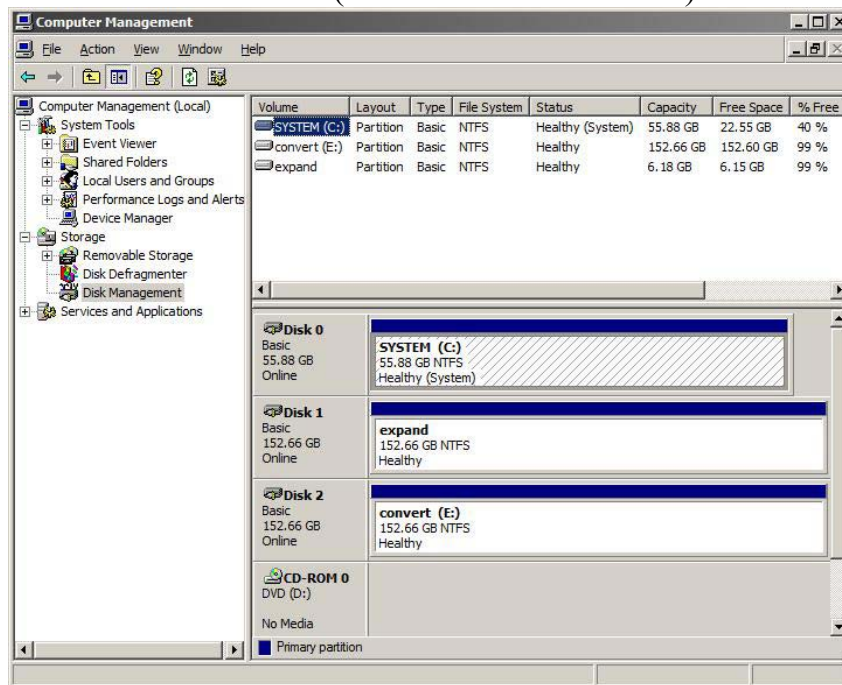 Computer Management
File Action View Window Help
Computer Management (Local)
System Tools
Event Viewer
Shared Folders
Local Users and Groups
Performance Logs and Alerts
Device Manager
Storage
Removable Storage
Disk Defragmenter
Disk Management
Services and Applications
Volume Layout Type File System Status Capacity Free Space % Free
SYSTEM (C:) Partition Basic NTFS Healthy (System) 55.88 GB 22.55 GB 40 %
convert (E:) Partition Basic NTFS Healthy 152.66 GB 152.60 GB 99 %
expand Partition Basic NTFS Healthy 6.18 GB 6.15 GB 99 %
Disk 0
Basic
55.88 GB
Online
SYSTEM (C:)
55.88 GB NTFS
Healthy (System)
Disk 1
Basic
152.66 GB
Online
expand
152.66 GB NTFS
Healthy
Disk 2
Basic
152.66 GB
Online
convert (E:)
152.66 GB NTFS
Healthy
CD-ROM 0
DVD (D:)
No Media
Primary partition